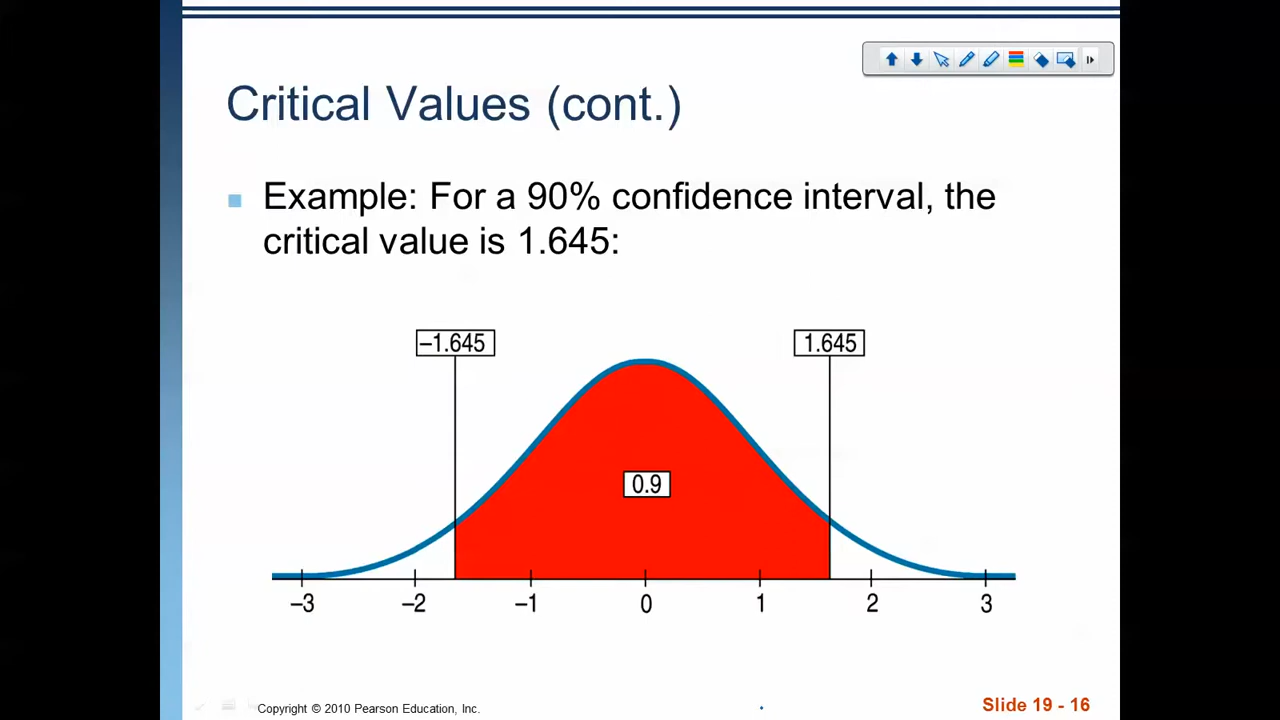 Critical Values (cont.)
Example: For a 90% confidence interval, the
critical value is 1.645:
–1.645
1.645
0.9
–3 –2 –1 0 1 2 3
Copyright © 2010 Pearson Education, Inc.
Slide 19 - 16